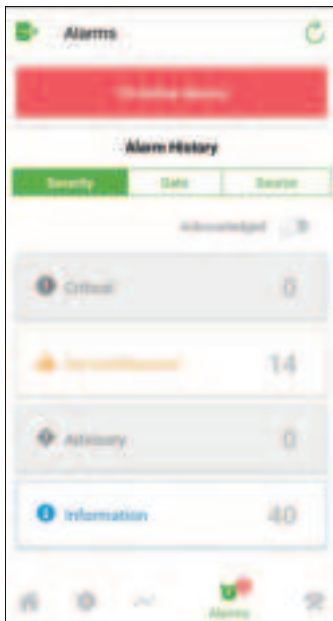 Alarms
Alarm History
Severity Date Source
Acknowledged
Critical 0
14
Advisory 0
Information 40
Alarms